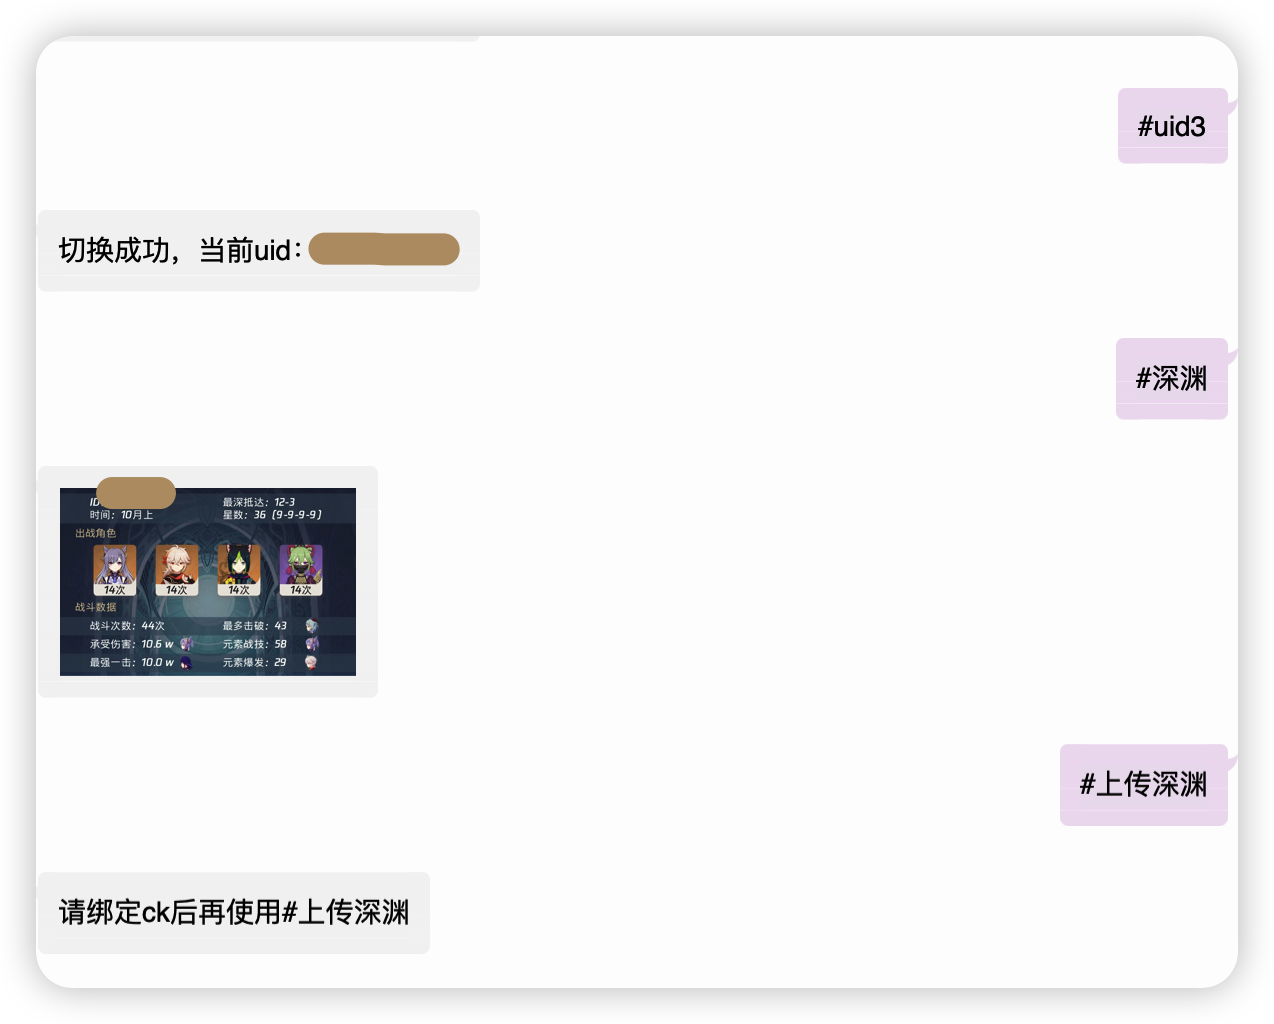 #uid3
切换成功，当前uid：
#深渊
ID
最深抵达：12-3
时间：10月上
星数：36 (9-9-9-9)
出战角色
14次 14次 14次 14次
战斗数据
战斗次数：44次
最多击破：43
承受伤害：10.6 w
元素战技：58
最强一击：10.0 w
元素爆发：29
#上传深渊
请绑定ck后再使用#上传深渊